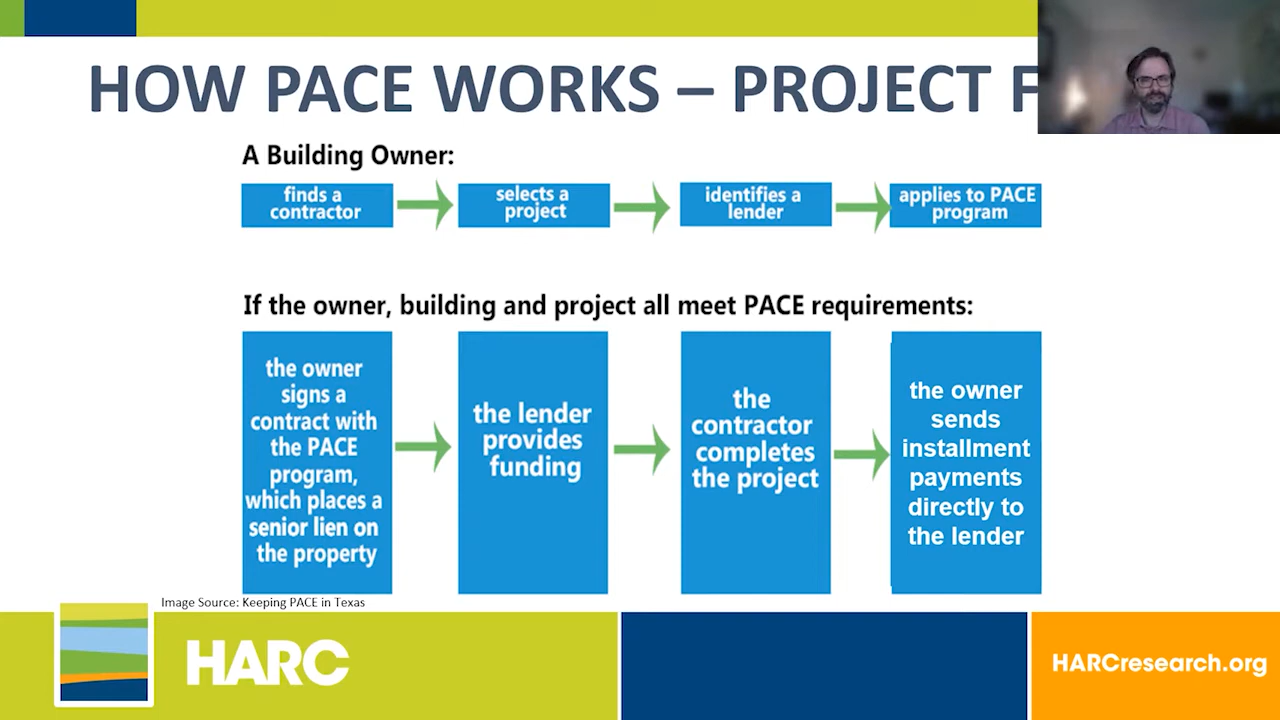 HOW PACE WORKS – PROJECT
A Building Owner:
finds a
contractor
selects a
project
identifies a
lender
applies to PACE
program
If the owner, building and project all meet PACE requirements:
the owner
signs a
contract with
the PACE
program,
which places a
senior lien on
the property
the lender
provides
funding
the
contractor
completes
the project
the owner
sends
installment
payments
directly to
the lender
Image Source: Keeping PACE in Texas
HARC
HARCresearch.org